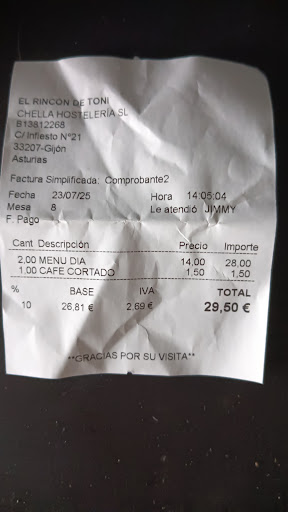 EL RINCON DE TONI
CHELLA HOSTELERÍA SL
B13812268
C/ Infiesto Nº21
33207-Gijón
Asturias
Factura Simplificada: Comprobante2
Fecha 23/07/25 Hora 14:05:04
Mesa 8 Le atendió JIMMY
F. Pago
Cant Descripción Precio Importe
2,00 MENU DIA 14,00 28,00
1,00 CAFE CORTADO 1,50 1,50
% BASE IVA TOTAL
10 26,81 € 2,69 € 29,50 €
**GRACIAS POR SU VISITA**